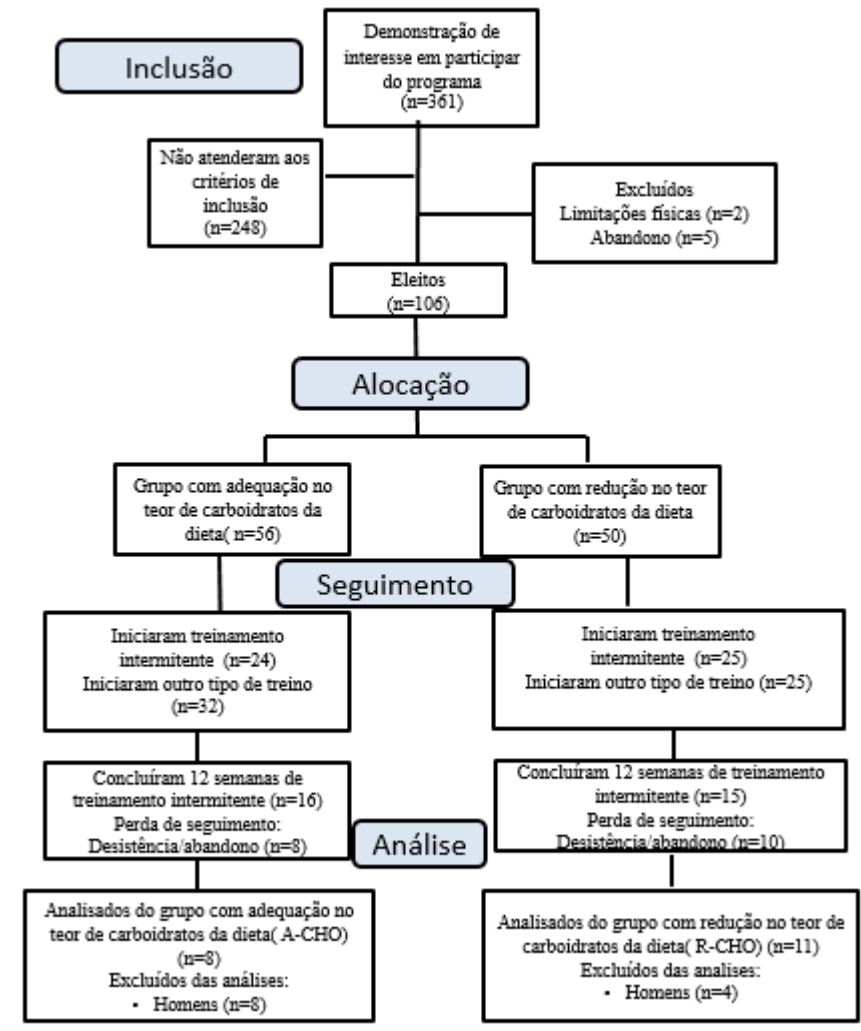 Inclusão
Demonstração de
interesse em participar
do programa
(n=361)
Não atenderam aos
critérios de
inclusão
(n=248)
Excluídos
Limitações físicas (n=2)
Abandono (n=5)
Eleitos
(n=106)
Alocação
Grupo com adequação no
teor de carboidratos da
dieta( n=56)
Grupo com redução no teor
de carboidratos da dieta
(n=50)
Seguimento
Iniciaram treinamento
intermitente (n=24)
Iniciaram outro tipo de treino
(n=32)
Iniciaram treinamento
intermitente (n=25)
Iniciaram outro tipo de treino (n=25)
Concluíram 12 semanas de
treinamento intermitente (n=16)
Perda de seguimento:
Desistência/abandono (n=8)
Concluíram 12 semanas de treinamento
intermitente (n=15)
Perda de seguimento:
Desistência/abandono (n=10)
Análise
Analisados do grupo com adequação no
teor de carboidratos da dieta( A-CHO)
(n=8)
Excluídos das análises:
• Homens (n=8)
Analisados do grupo com redução no teor de
carboidratos da dieta( R-CHO) (n=11)
Excluídos das analises:
• Homens (n=4)